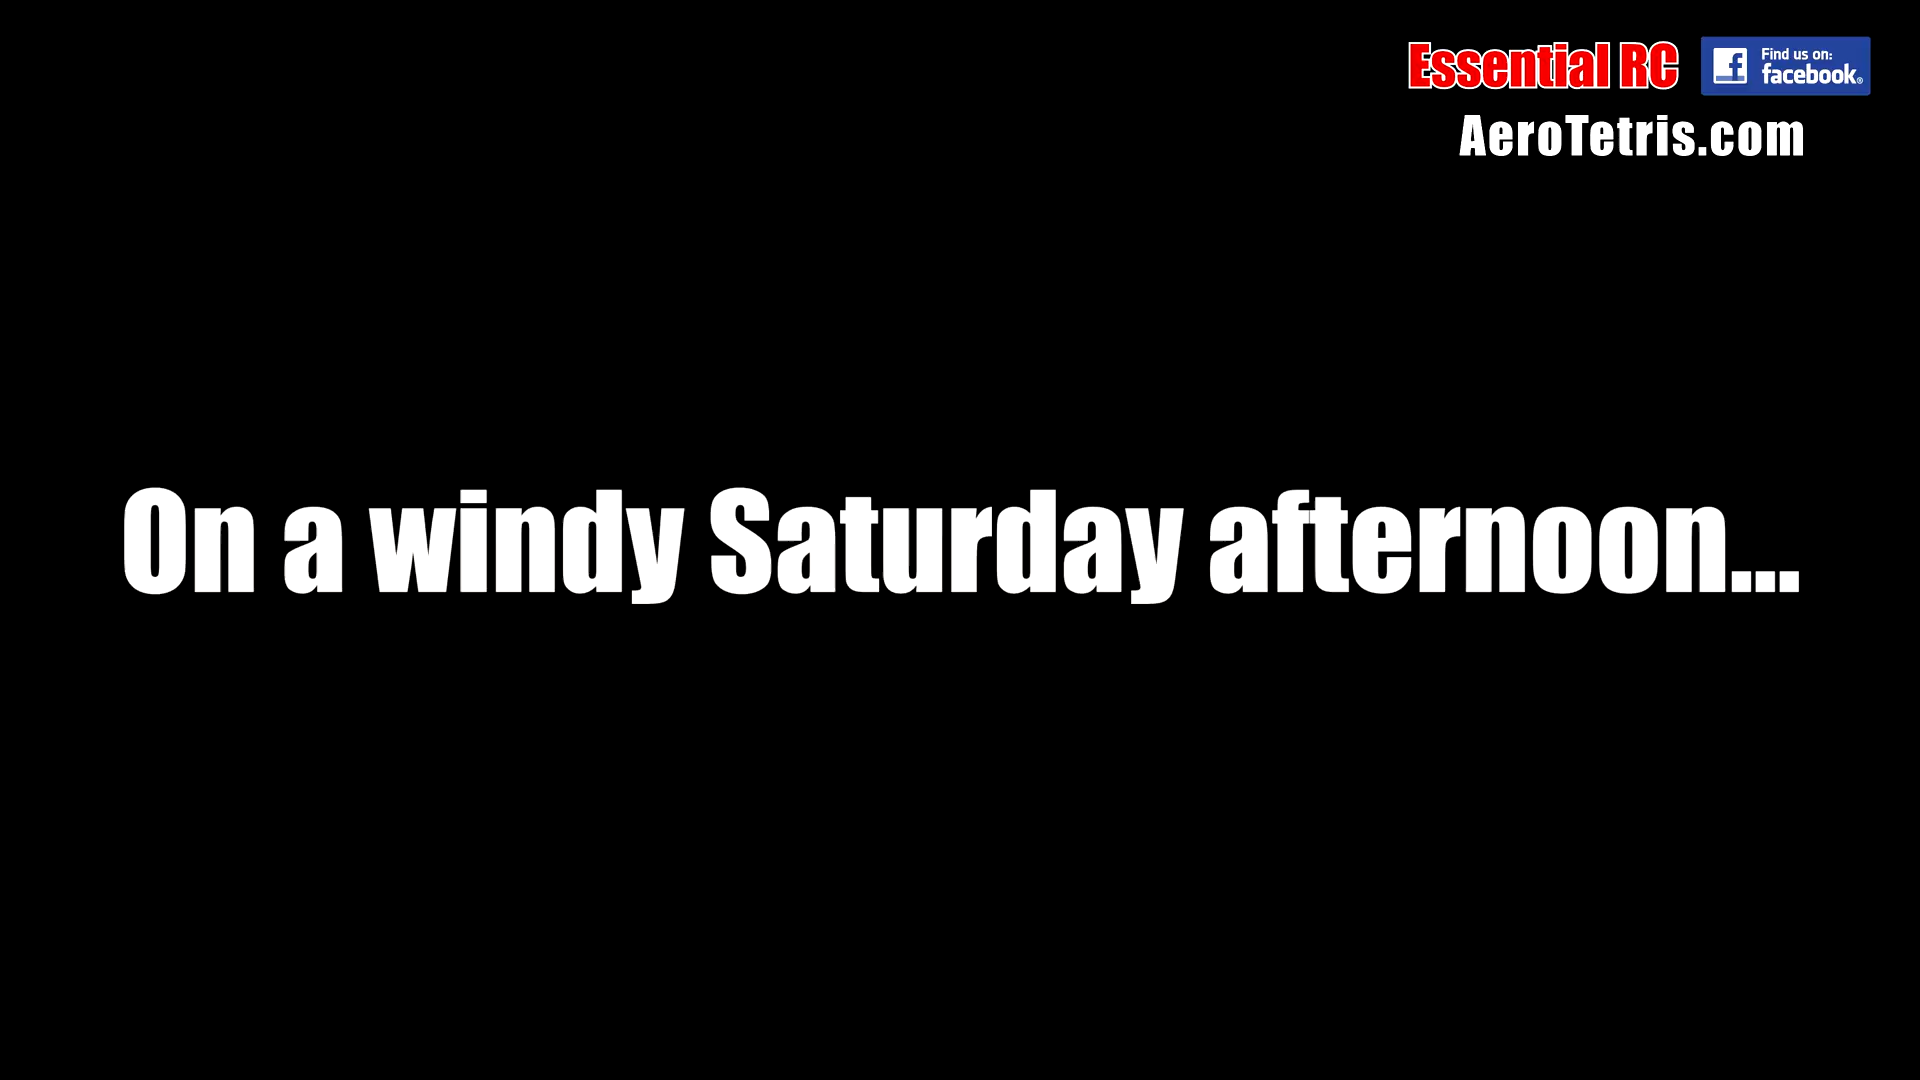 Essential RC
Find us on:
facebook®
AeroTetris.com
On a windy Saturday afternoon...